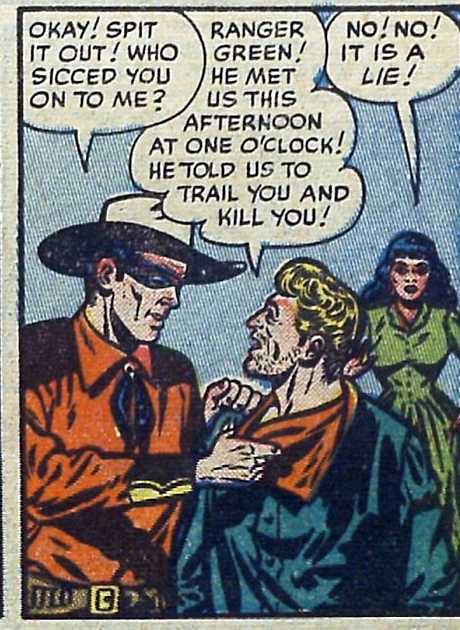 OKAY! SPIT
IT OUT! WHO
SICCED YOU
ON TO ME?
RANGER
GREEN!
HE MET
US THIS
AFTERNOON
AT ONE O'CLOCK!
HE TOLD US TO
TRAIL YOU AND
KILL YOU!
NO! NO!
IT IS A
LIE!